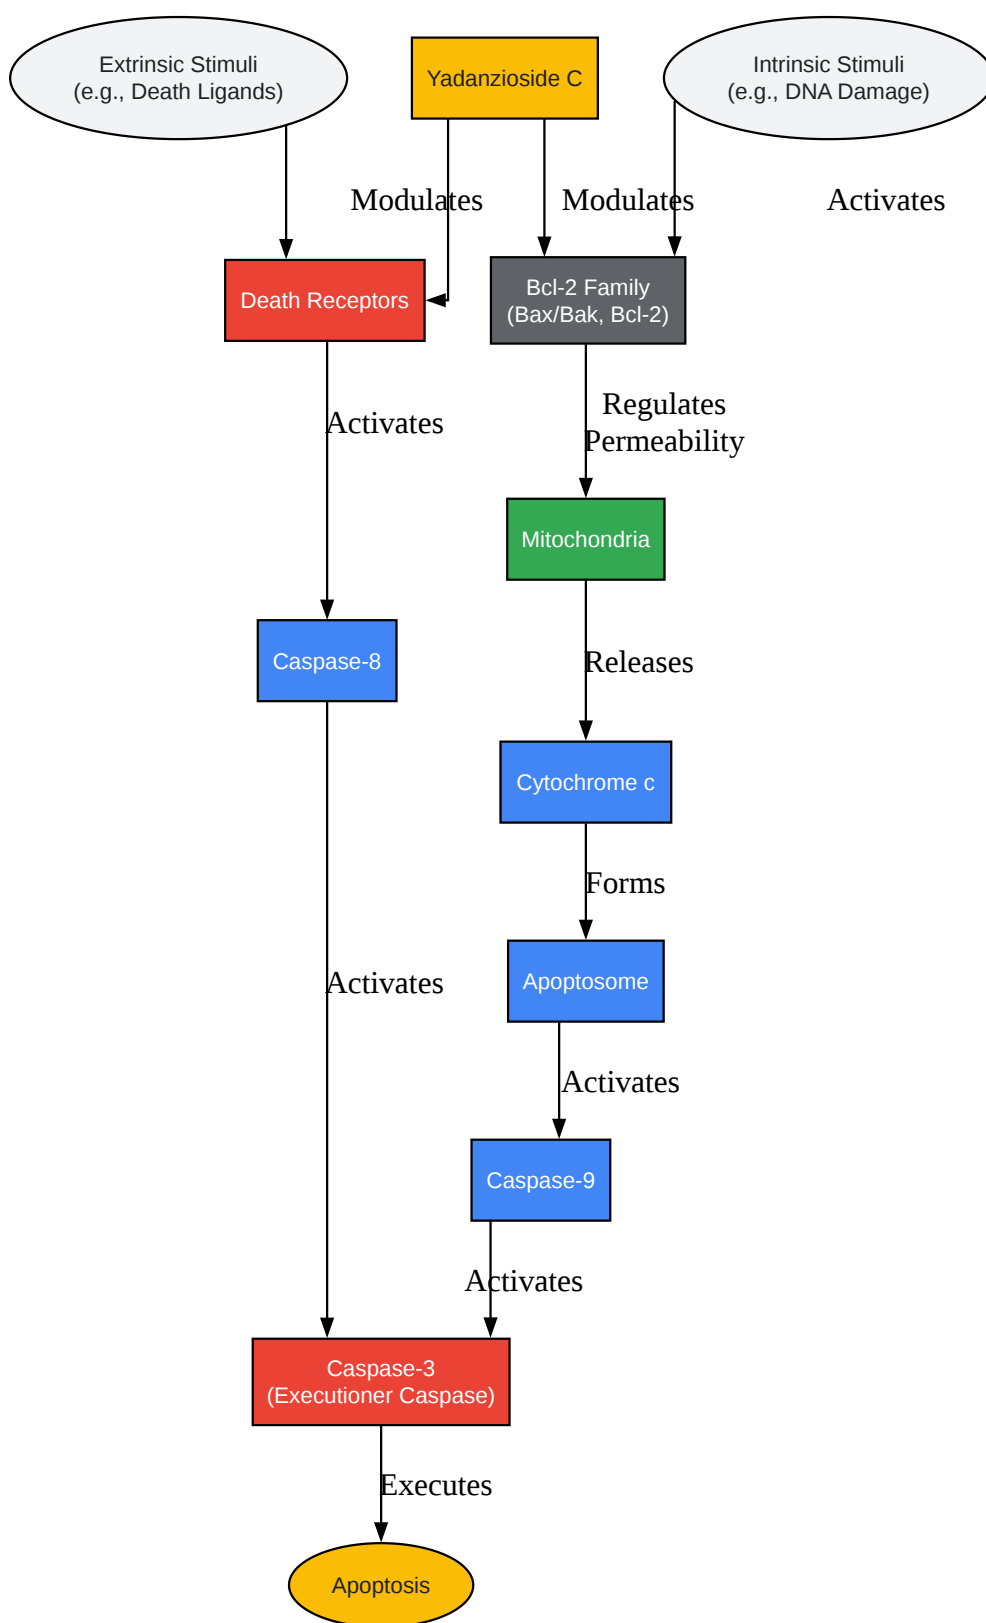 Extrinsic Stimuli
(e.g., Death Ligands)
Yadanzioside C
Intrinsic Stimuli
(e.g., DNA Damage)
Modulates
Modulates
Activates
Death Receptors
Bcl-2 Family
(Bax/Bak, Bcl-2)
Activates
Regulates
Permeability
Mitochondria
Caspase-8
Releases
Cytochrome c
Forms
Apoptosome
Activates
Activates
Caspase-9
Activates
Caspase-3
(Executioner Caspase)
Executes
Apoptosis